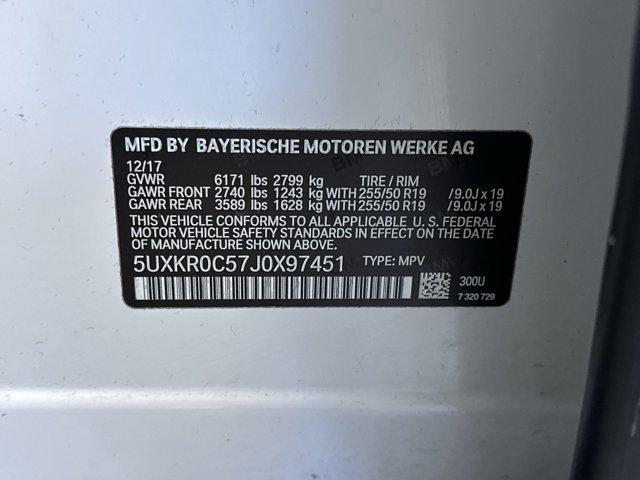 MFD BY BAYERISCHE MOTOREN WERKE AG
12/17
GVWR 6171 lbs 2799 kg TIRE / RIM
GAWR FRONT 2740 lbs 1243 kg WITH 255/50 R19 /9.0J x 19
GAWR REAR 3589 lbs 1628 kg WITH 255/50 R19 /9.0J x 19
THIS VEHICLE CONFORMS TO ALL APPLICABLE U. S. FEDERAL
MOTOR VEHICLE SAFETY STANDARDS IN EFFECT ON THE DATE
OF MANUFACTURE SHOWN ABOVE.
5UXKR0C57J0X97451 TYPE: MPV
300U
7 320 729